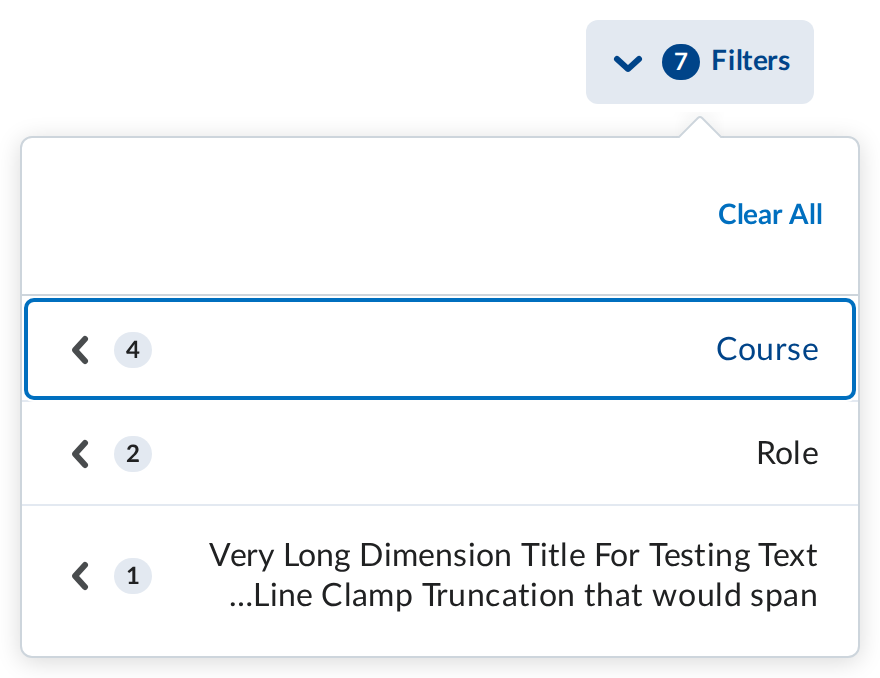 7 Filters
Clear All
Course 4
Role 2
Very Long Dimension Title For Testing Text
...Line Clamp Truncation that would span
1